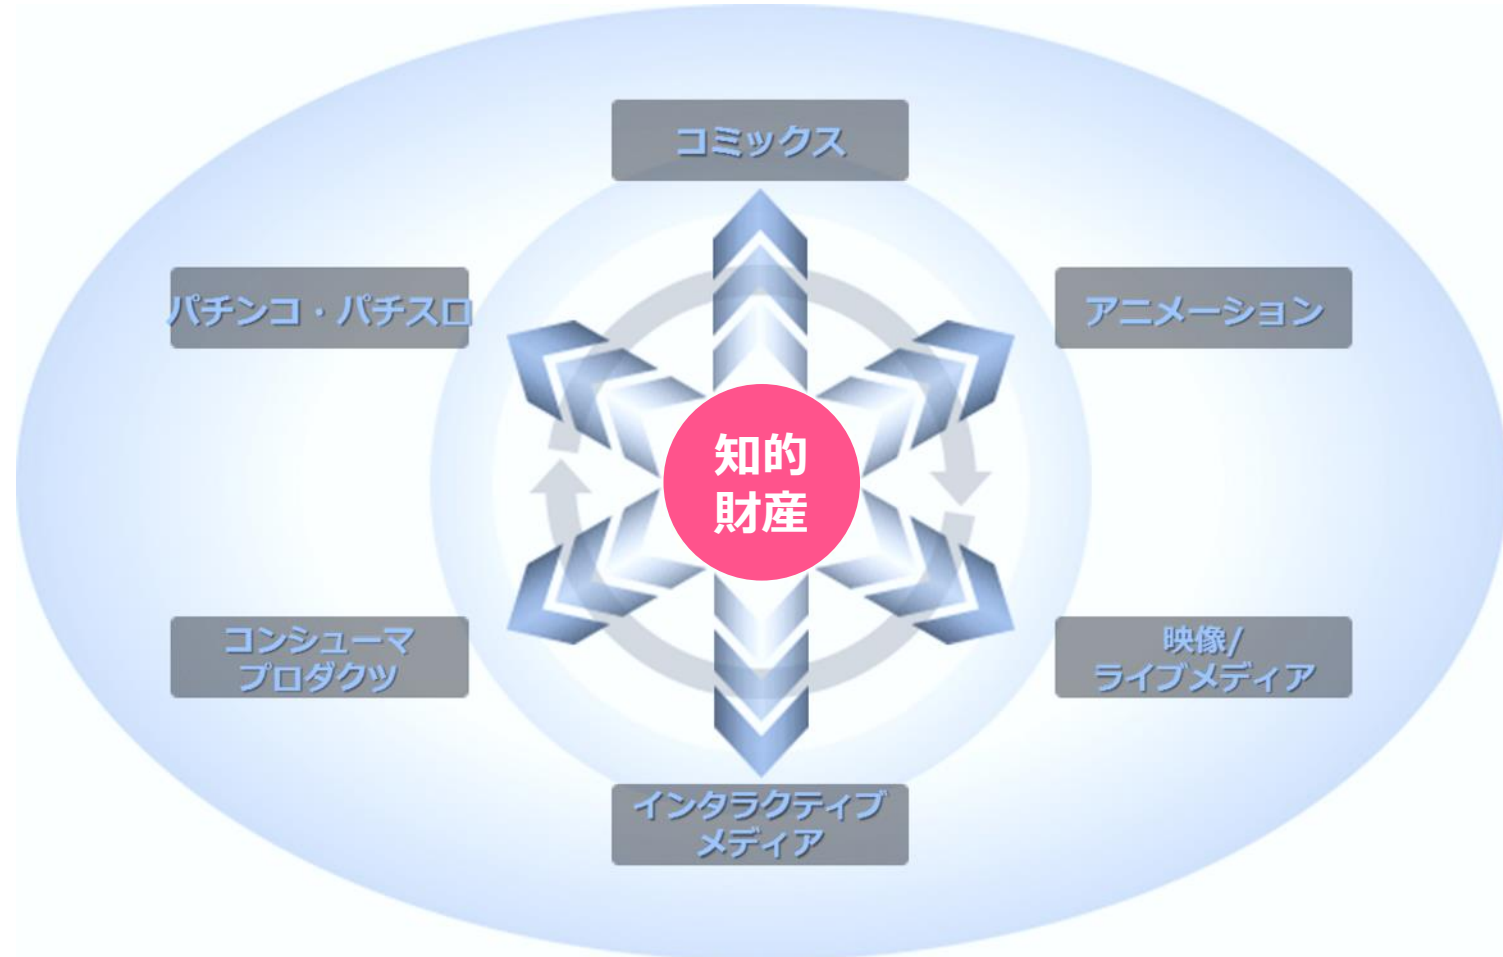 コミックス
パチンコ・パチスロ
アニメーション
知的
財産
コンシューマ
プロダクツ
映像/
ライブメディア
インタラクティブ
メディア